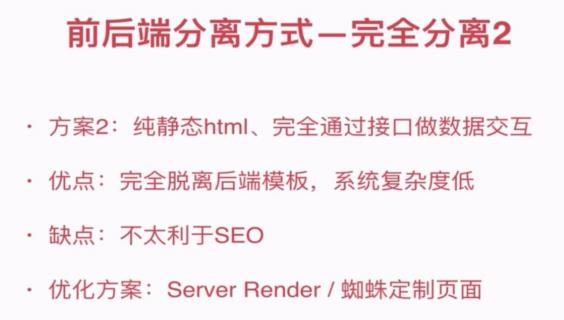 前后端分离方式—完全分离2
· 方案2：纯静态html、完全通过接口做数据交互
· 优点：完全脱离后端模板，系统复杂度低
· 缺点：不太利于SEO
· 优化方案：Server Render / 蜘蛛定制页面